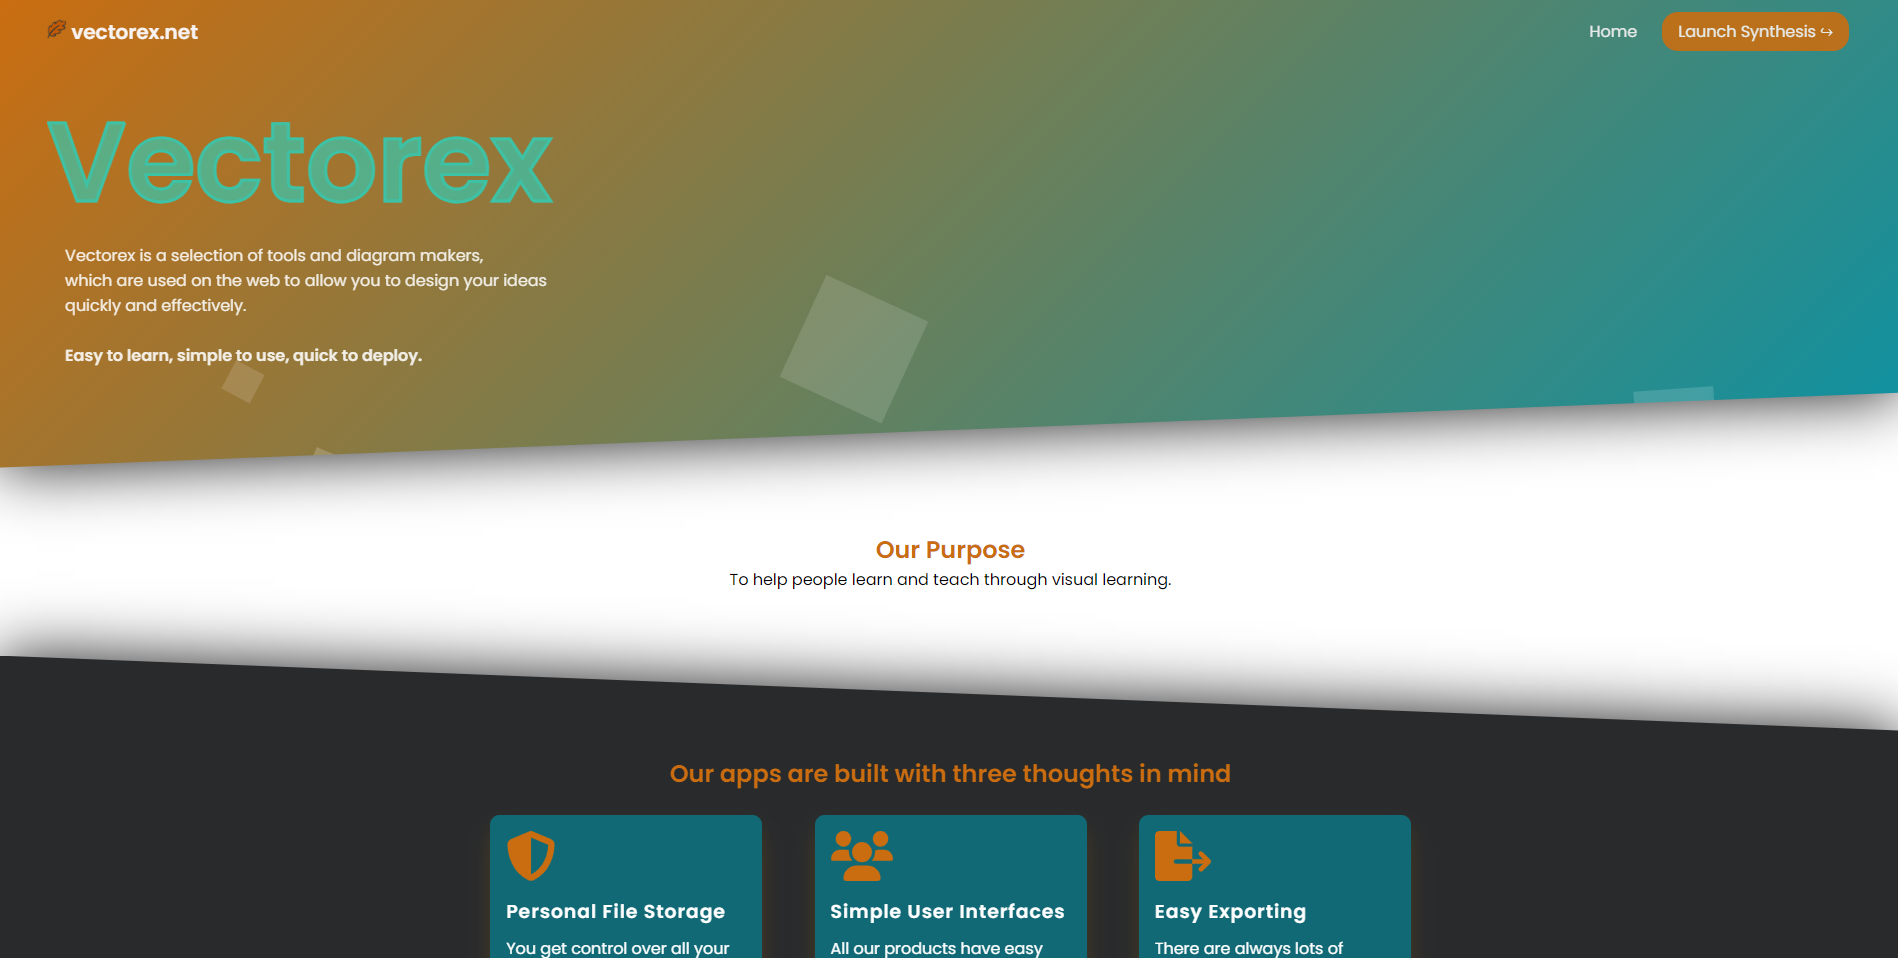 vectorex.net
Home
Launch Synthesis ↪
Vectorex
Vectorex is a selection of tools and diagram makers,
which are used on the web to allow you to design your ideas
quickly and effectively.
Easy to learn, simple to use, quick to deploy.
Our Purpose
To help people learn and teach through visual learning.
Our apps are built with three thoughts in mind
Personal File Storage
You get control over all your
Simple User Interfaces
All our products have easy
Easy Exporting
There are always lots of